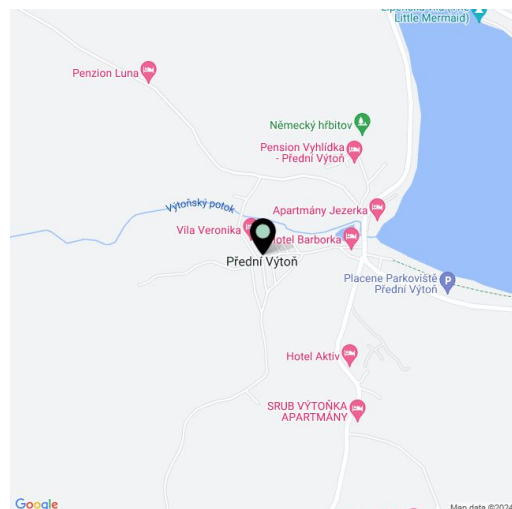 Little Mermaid)
Penzion Luna
Německý hřbitov
Pension Vyhlídka
- Přední Výtoň
Výtoňský potok
Apartmány Jezerka
Vila Veronika
Hotel Barborka
Přední Výtoň
Placene Parkoviště
Přední Výtoň
P
Hotel Aktiv
SRUB VÝTOŇKA
APARTMÁNY
Google
Map data ©2024